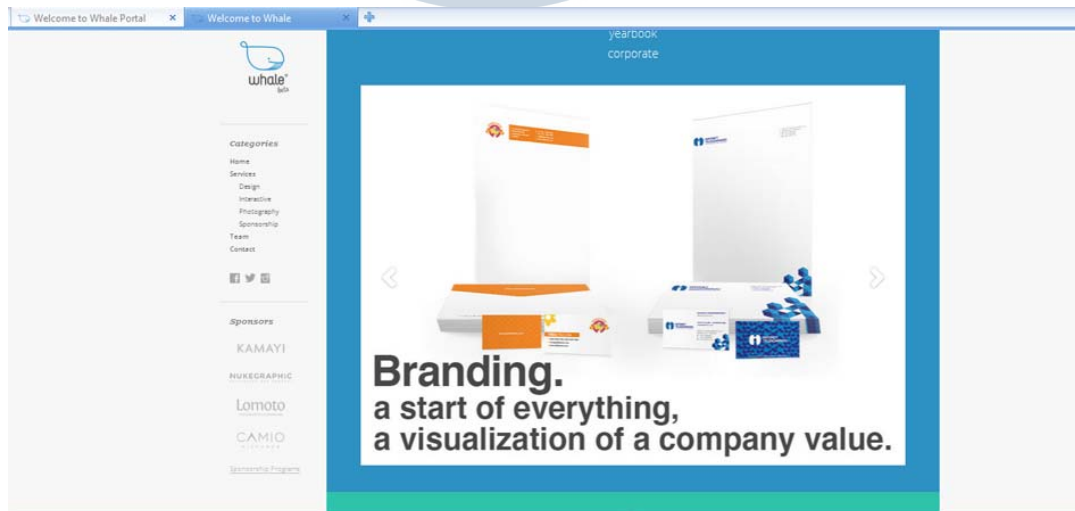 Welcome to Whale Portal
Welcome to Whale
whale
beta
Categories
Home
Services
Design
Interactive
Photography
Sponsorship
Team
Contact
Sponsors
KAMAYI
NUKEGRAPHIC
Lomoto
CAMIO
Sponsorship Programs
yearbook
corporate
Branding.
a start of everything,
a visualization of a company value.